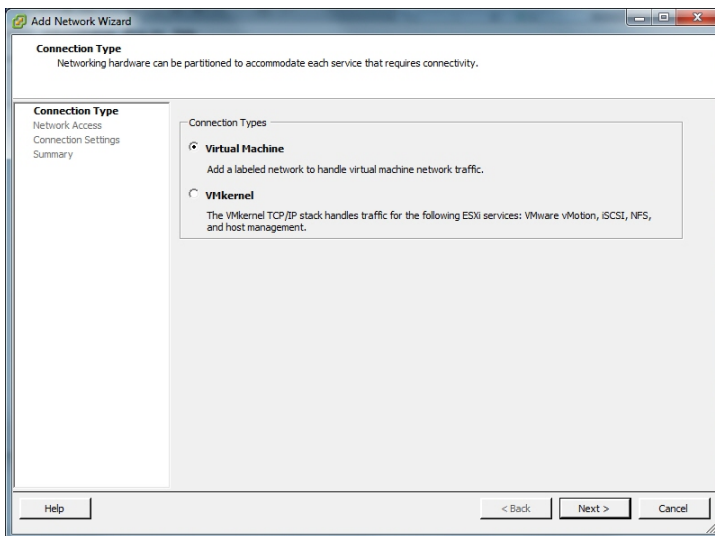 Add Network Wizard
Connection Type
Networking hardware can be partitioned to accommodate each service that requires connectivity.
Connection Type
Network Access
Connection Settings
Summary
Connection Types
Virtual Machine
Add a labeled network to handle virtual machine network traffic.
VMkernel
The VMkernel TCP/IP stack handles traffic for the following ESXi services: VMware vMotion, iSCSI, NFS,
and host management.
Help
< Back
Next >
Cancel